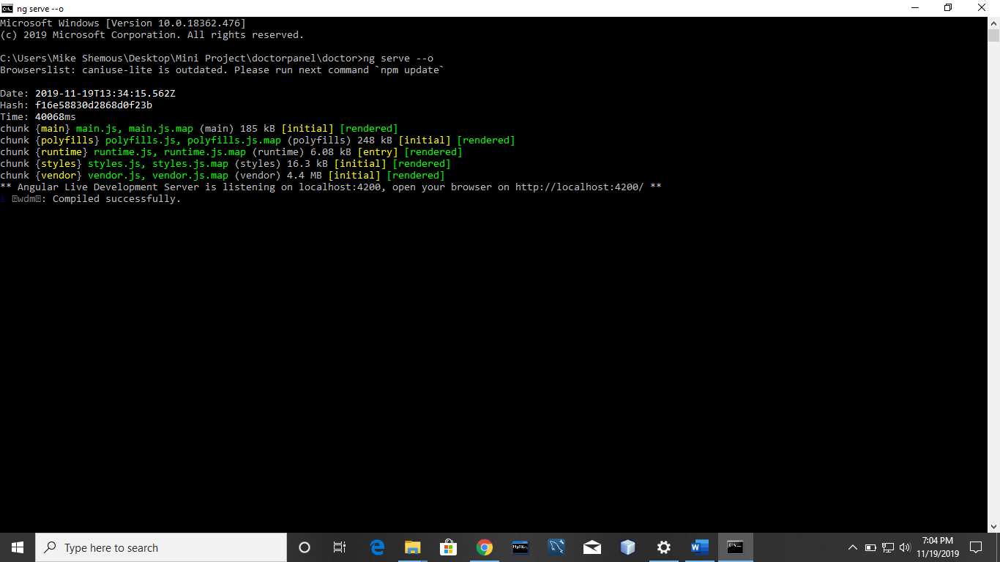 ng serve --o
Microsoft Windows [Version 10.0.18362.476]
(c) 2019 Microsoft Corporation. All rights reserved.
C:\Users\Mike Shemous\Desktop\Mini Project\doctorpanel\doctor>ng serve --o
Browserslist: caniuse-lite is outdated. Please run next command `npm update`
Date: 2019-11-19T13:34:15.562Z
Hash: f16e58830d2868d0f23b
Time: 40068ms
chunk {main} main.js, main.js.map (main) 185 kB [initial] [rendered]
chunk {polyfills} polyfills.js, polyfills.js.map (polyfills) 248 kB [initial] [rendered]
chunk {runtime} runtime.js, runtime.js.map (runtime) 6.08 kB [entry] [rendered]
chunk {styles} styles.js, styles.js.map (styles) 16.3 kB [initial] [rendered]
chunk {vendor} vendor.js, vendor.js.map (vendor) 4.4 MB [initial] [rendered]
** Angular Live Development Server is listening on localhost:4200, open your browser on http://localhost:4200/ **
i wdm: Compiled successfully.
Type here to search
7:04 PM
11/19/2019